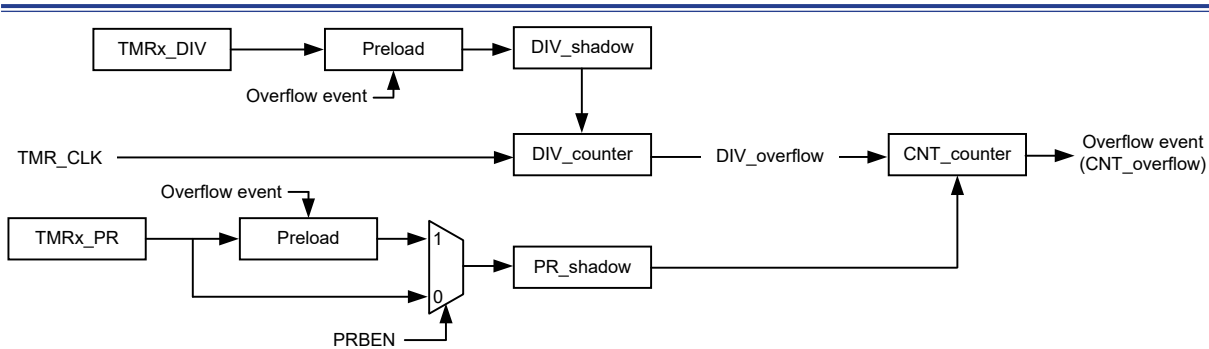 TMRx_DIV
Preload
DIV_shadow
Overflow event
TMR_CLK
DIV_counter
DIV_overflow
CNT_counter
Overflow event
(CNT_overflow)
Overflow event
TMRx_PR
Preload
1
PR_shadow
0
PRBEN